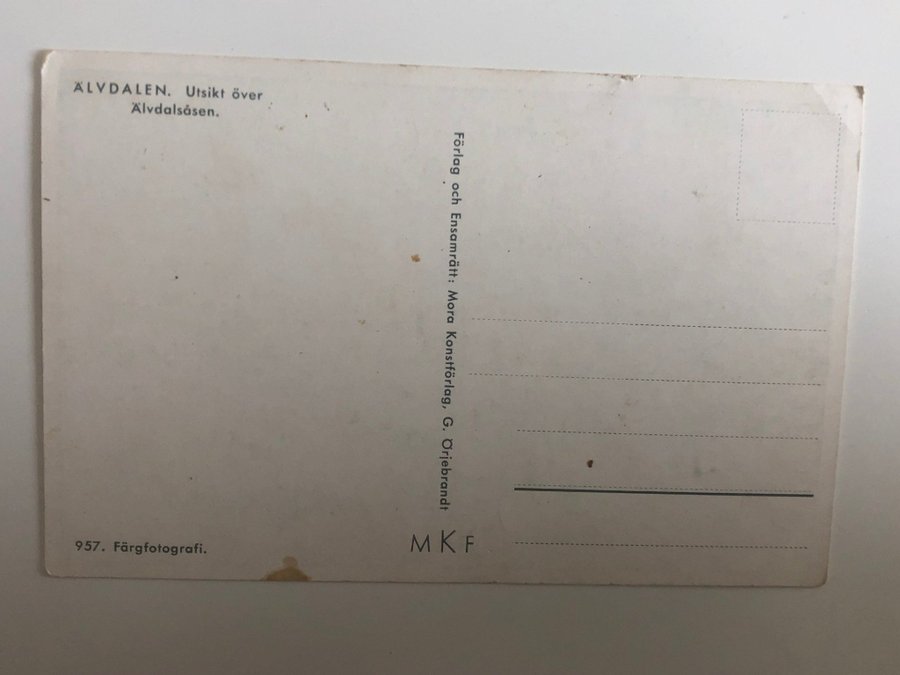 ÄLVDALEN. Utsikt över
Älvdalsåsen.
Förlag och Ensamrätt: Mora Konstförlag, G. Örjebrandt
957. Färgfotografi.
MKF